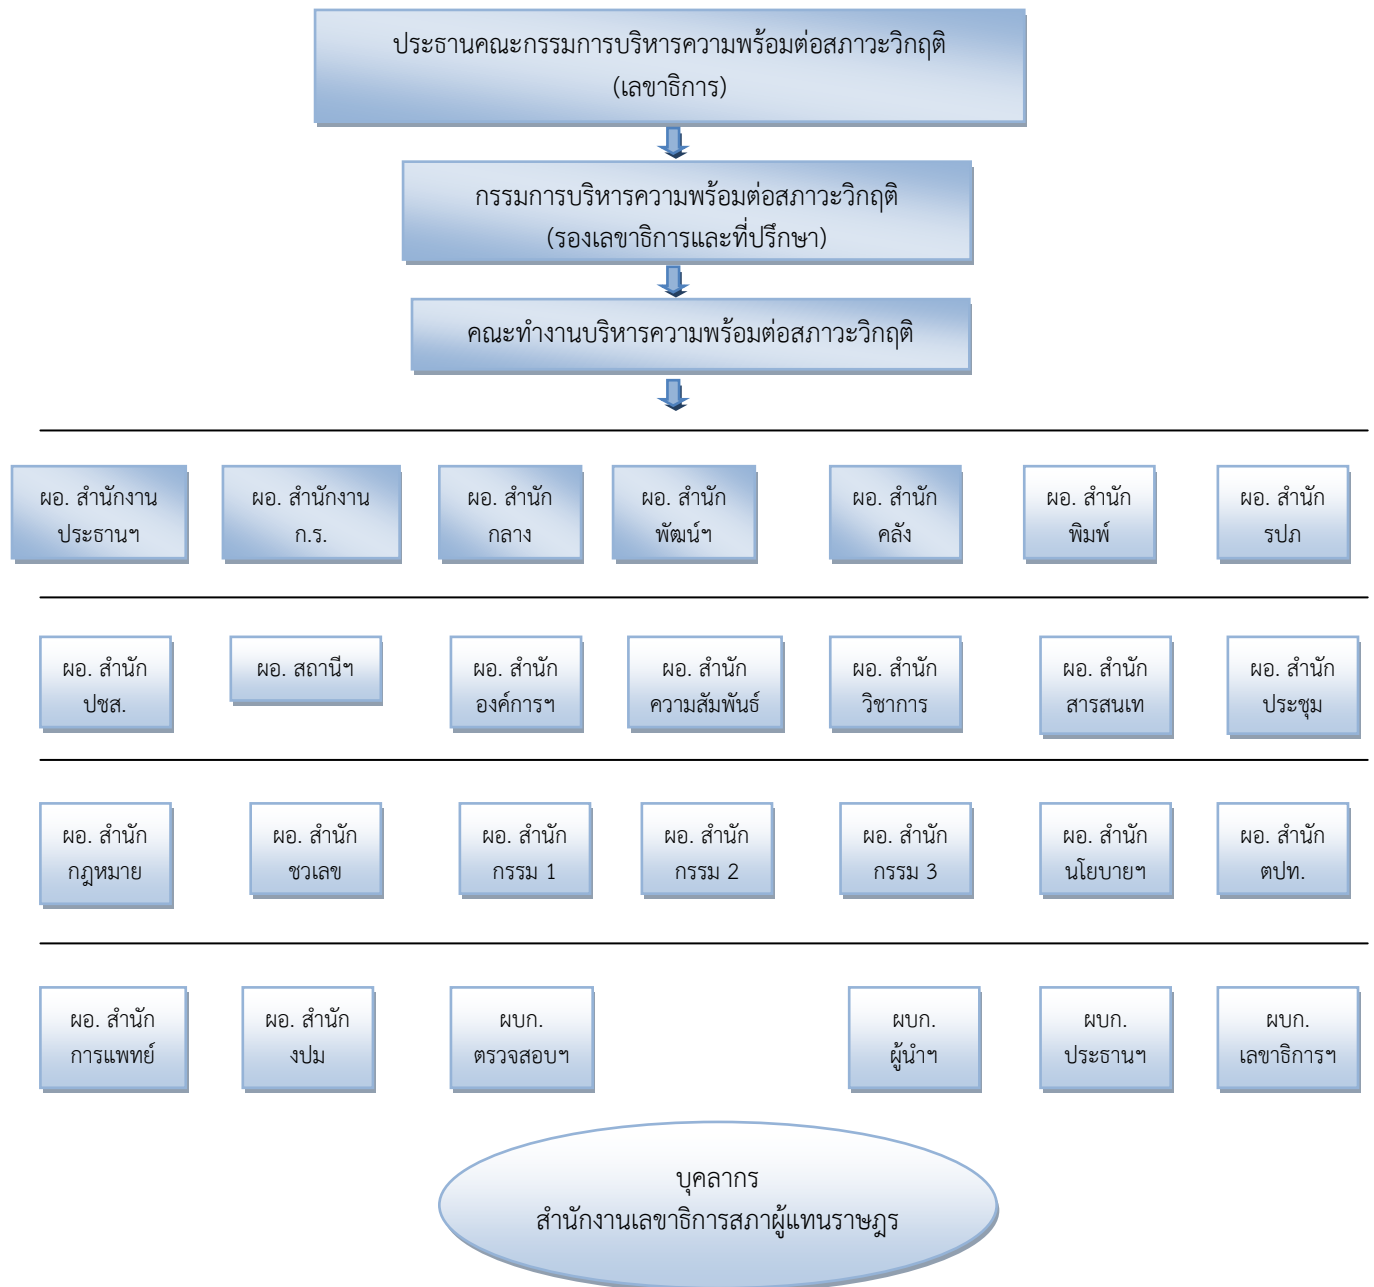 ประธานคณะกรรมการบริหารความพร้อมต่อสภาวะวิกฤติ
(เลขาธิการ)
กรรมการบริหารความพร้อมต่อสภาวะวิกฤติ
(รองเลขาธิการและที่ปรึกษา)
คณะทำงานบริหารความพร้อมต่อสภาวะวิกฤติ
ผอ. สำนักงาน
ประธานฯ
ผอ. สำนักงาน
ก.ร.
ผอ. สำนัก
กลาง
ผอ. สำนัก
พัฒน์ฯ
ผอ. สำนัก
คลัง
ผอ. สำนัก
พิมพ์
ผอ. สำนัก
รปภ
ผอ. สำนัก
ปชส.
ผอ. สถานีฯ
ผอ. สำนัก
องค์การฯ
ผอ. สำนัก
ความสัมพันธ์
ผอ. สำนัก
วิชาการ
ผอ. สำนัก
สารสนเท
ผอ. สำนัก
ประชุม
ผอ. สำนัก
กฎหมาย
ผอ. สำนัก
ชวเลข
ผอ. สำนัก
กรรม 1
ผอ. สำนัก
กรรม 2
ผอ. สำนัก
กรรม 3
ผอ. สำนัก
นโยบายฯ
ผอ. สำนัก
ตปท.
ผอ. สำนัก
การแพทย์
ผอ. สำนัก
งปม
ผบก.
ตรวจสอบฯ
ผบก.
ผู้นำฯ
ผบก.
ประธานฯ
ผบก.
เลขาธิการฯ
บุคลากร
สำนักงานเลขาธิการสภาผู้แทนราษฎร